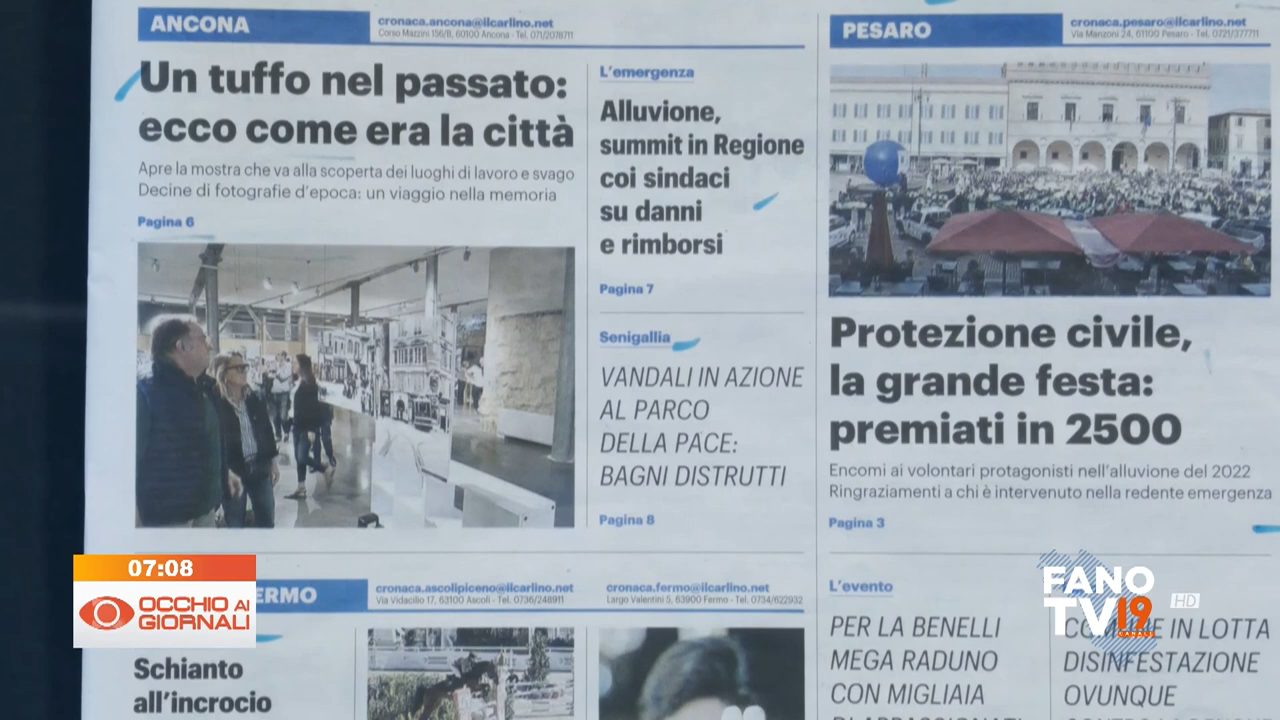 ANCONA
cronaca.ancona@ilcarlino.net
Corso Mazzini 156/B, 60100 Ancona - Tel. 071/2078711
Un tuffo nel passato:
ecco come era la città
Apre la mostra che va alla scoperta dei luoghi di lavoro e svago
Decine di fotografie d'epoca: un viaggio nella memoria
Pagina 6
L'emergenza
Alluvione,
summit in Regione
coi sindaci
su danni
e rimborsi
Pagina 7
Senigallia
VANDALI IN AZIONE
AL PARCO
DELLA PACE:
BAGNI DISTRUTTI
Pagina 8
PESARO
cronaca.pesaro@ilcarlino.net
Via Manzoni 24, 61100 Pesaro - Tel. 0721/377711
Protezione civile,
la grande festa:
premiati in 2500
Encomi ai volontari protagonisti nell'alluvione del 2022
Ringraziamenti a chi è intervenuto nella redente emergenza
Pagina 3
L'evento
PER LA BENELLI
MEGA RADUNO
CON MIGLIAIA
IN LOTTA
DISINFESTAZIONE
OVUNQUE
ERMO
cronaca.ascolipiceno@ilcarlino.net
Via Vidacilio 17, 63100 Ascoli - Tel. 0736/248911
cronaca.fermo@ilcarlino.net
Largo Valentini 5, 63900 Fermo - Tel. 0734/622932
Schianto
all'incrocio
07:08
OCCHIO AI
GIORNALI
FANO
TV 19
CANALE
HD